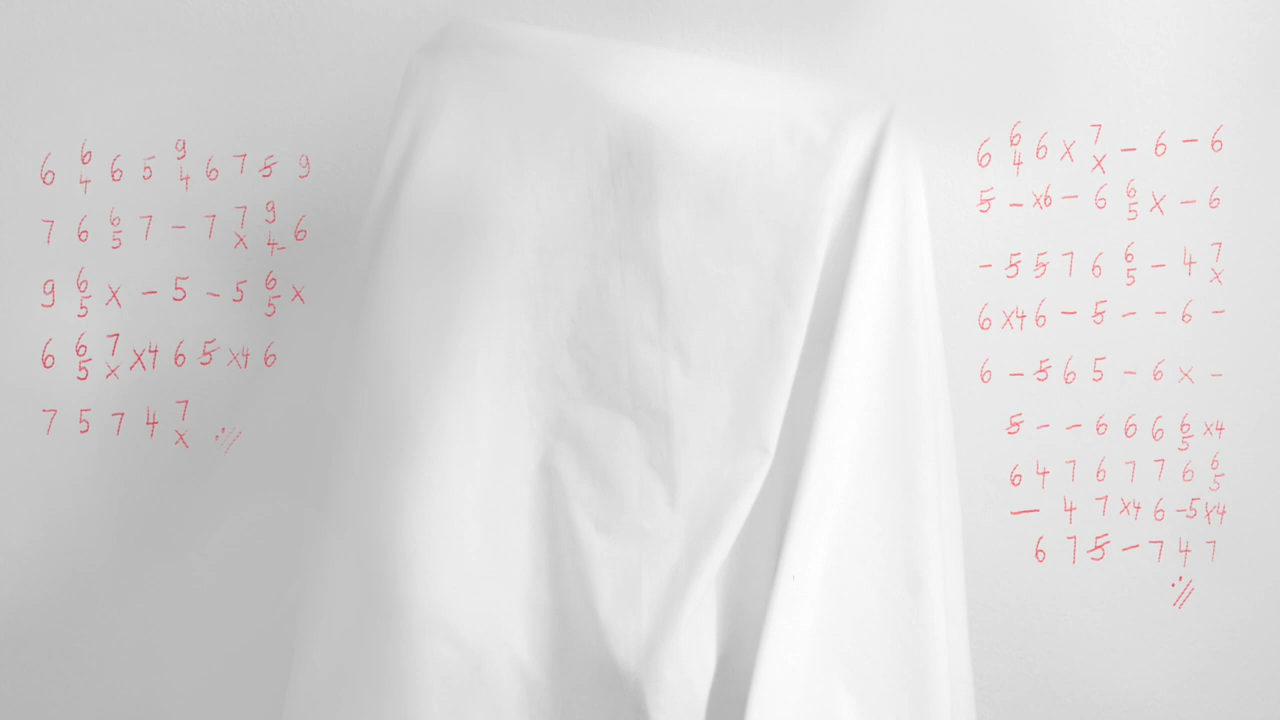 6 6/4 6 5 9/4 6 7 5̶ 9
7 6 6/5 7 – 7 7/x 9/4- 6
9 6/5 x – 5 – 5 6/5 x
6 6/5 7/x x4 6 5̶ x4 6
7 5 7 4 7/x ·̇//
6 6/4 6 x 7/x – 6 – 6
5̶ – x6 – 6 6/5 x – 6
– 5̶ 5̶ 7 6 6/5 – 4 7/x
6 x4 6 – 5̶ – – 6 –
6 – 5̶ 6 5 – 6 x –
5̶ – – 6 6 6 6/5 x4
6 4 7 6 7 7 6 6/5
— 4 7 x4 6 -5 x4
6 7 5̶ – 7 4 7
·̇//